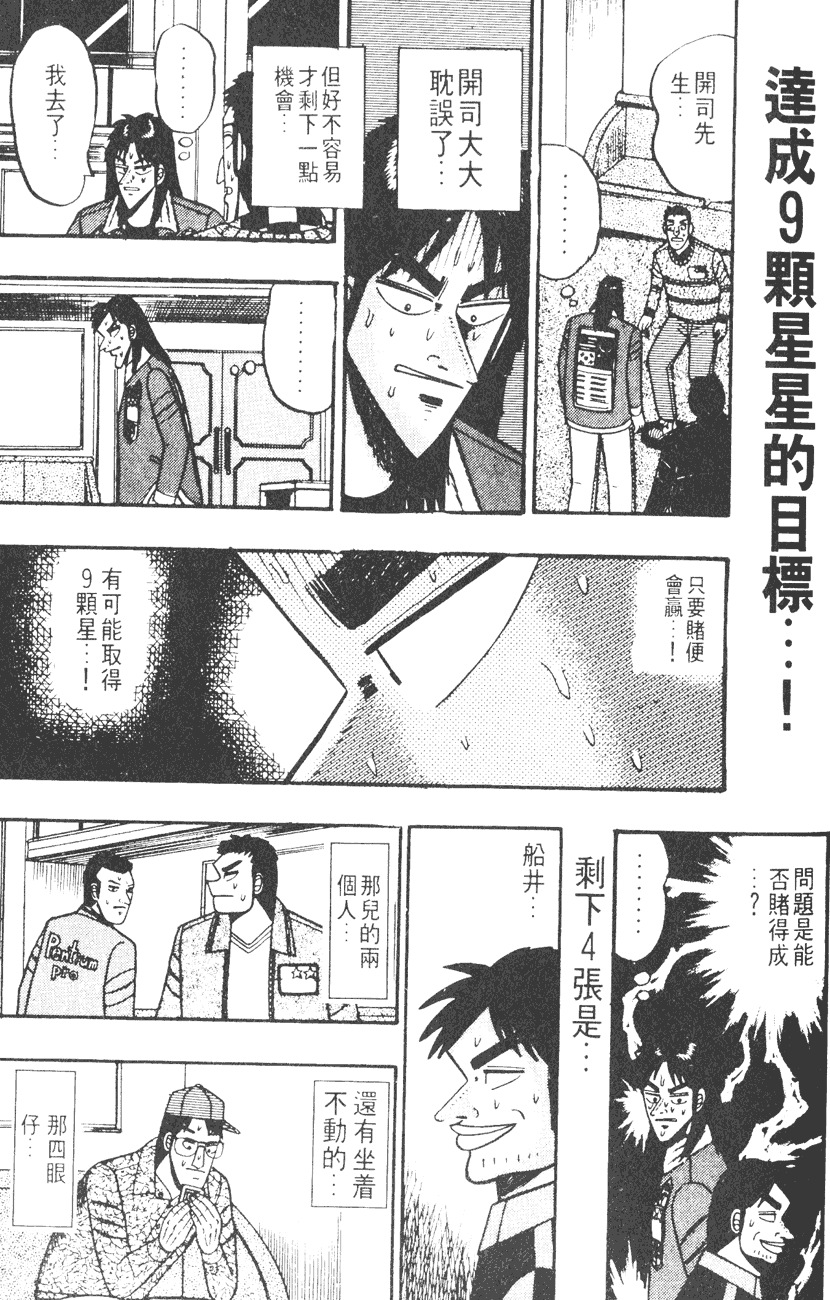 達成9顆星星的目標…！
開司先
生…
………
開司大大
耽誤了…
但好不容易
才剩下一點
機會…
……
我去了…
……
只要賭便
會贏…！
有可能取得
9顆星…！
問題是能
否賭得成
…？
……
剩下4張是…
船井…
那兒的兩
個人…
Pentrum
pro
還有坐着
不動的…
那四眼
仔…